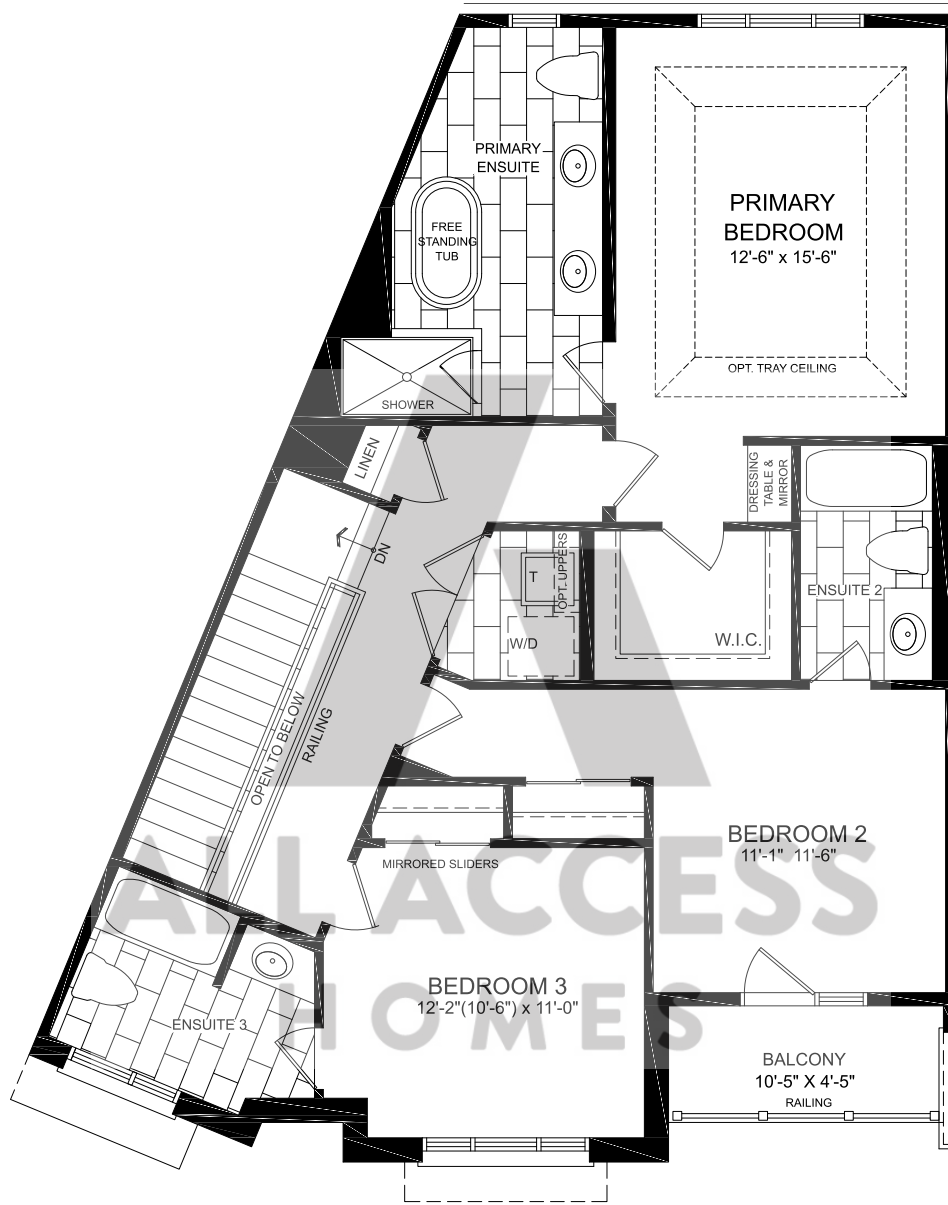 PRIMARY
ENSUITE
FREE
STANDING
TUB
PRIMARY
BEDROOM
12'-6" x 15'-6"
OPT. TRAY CEILING
SHOWER
LINEN
DRESSING
TABLE &
MIRROR
DN
T
OPT. UPPERS
W/D
W.I.C.
ENSUITE 2
OPEN TO BELOW
RAILING
BEDROOM 2
11'-1" 11'-6"
MIRRORED SLIDERS
ALL ACCESS
BEDROOM 3
12'-2"(10'-6") x 11'-0"
HOMES
ENSUITE 3
BALCONY
10'-5" X 4'-5"
RAILING